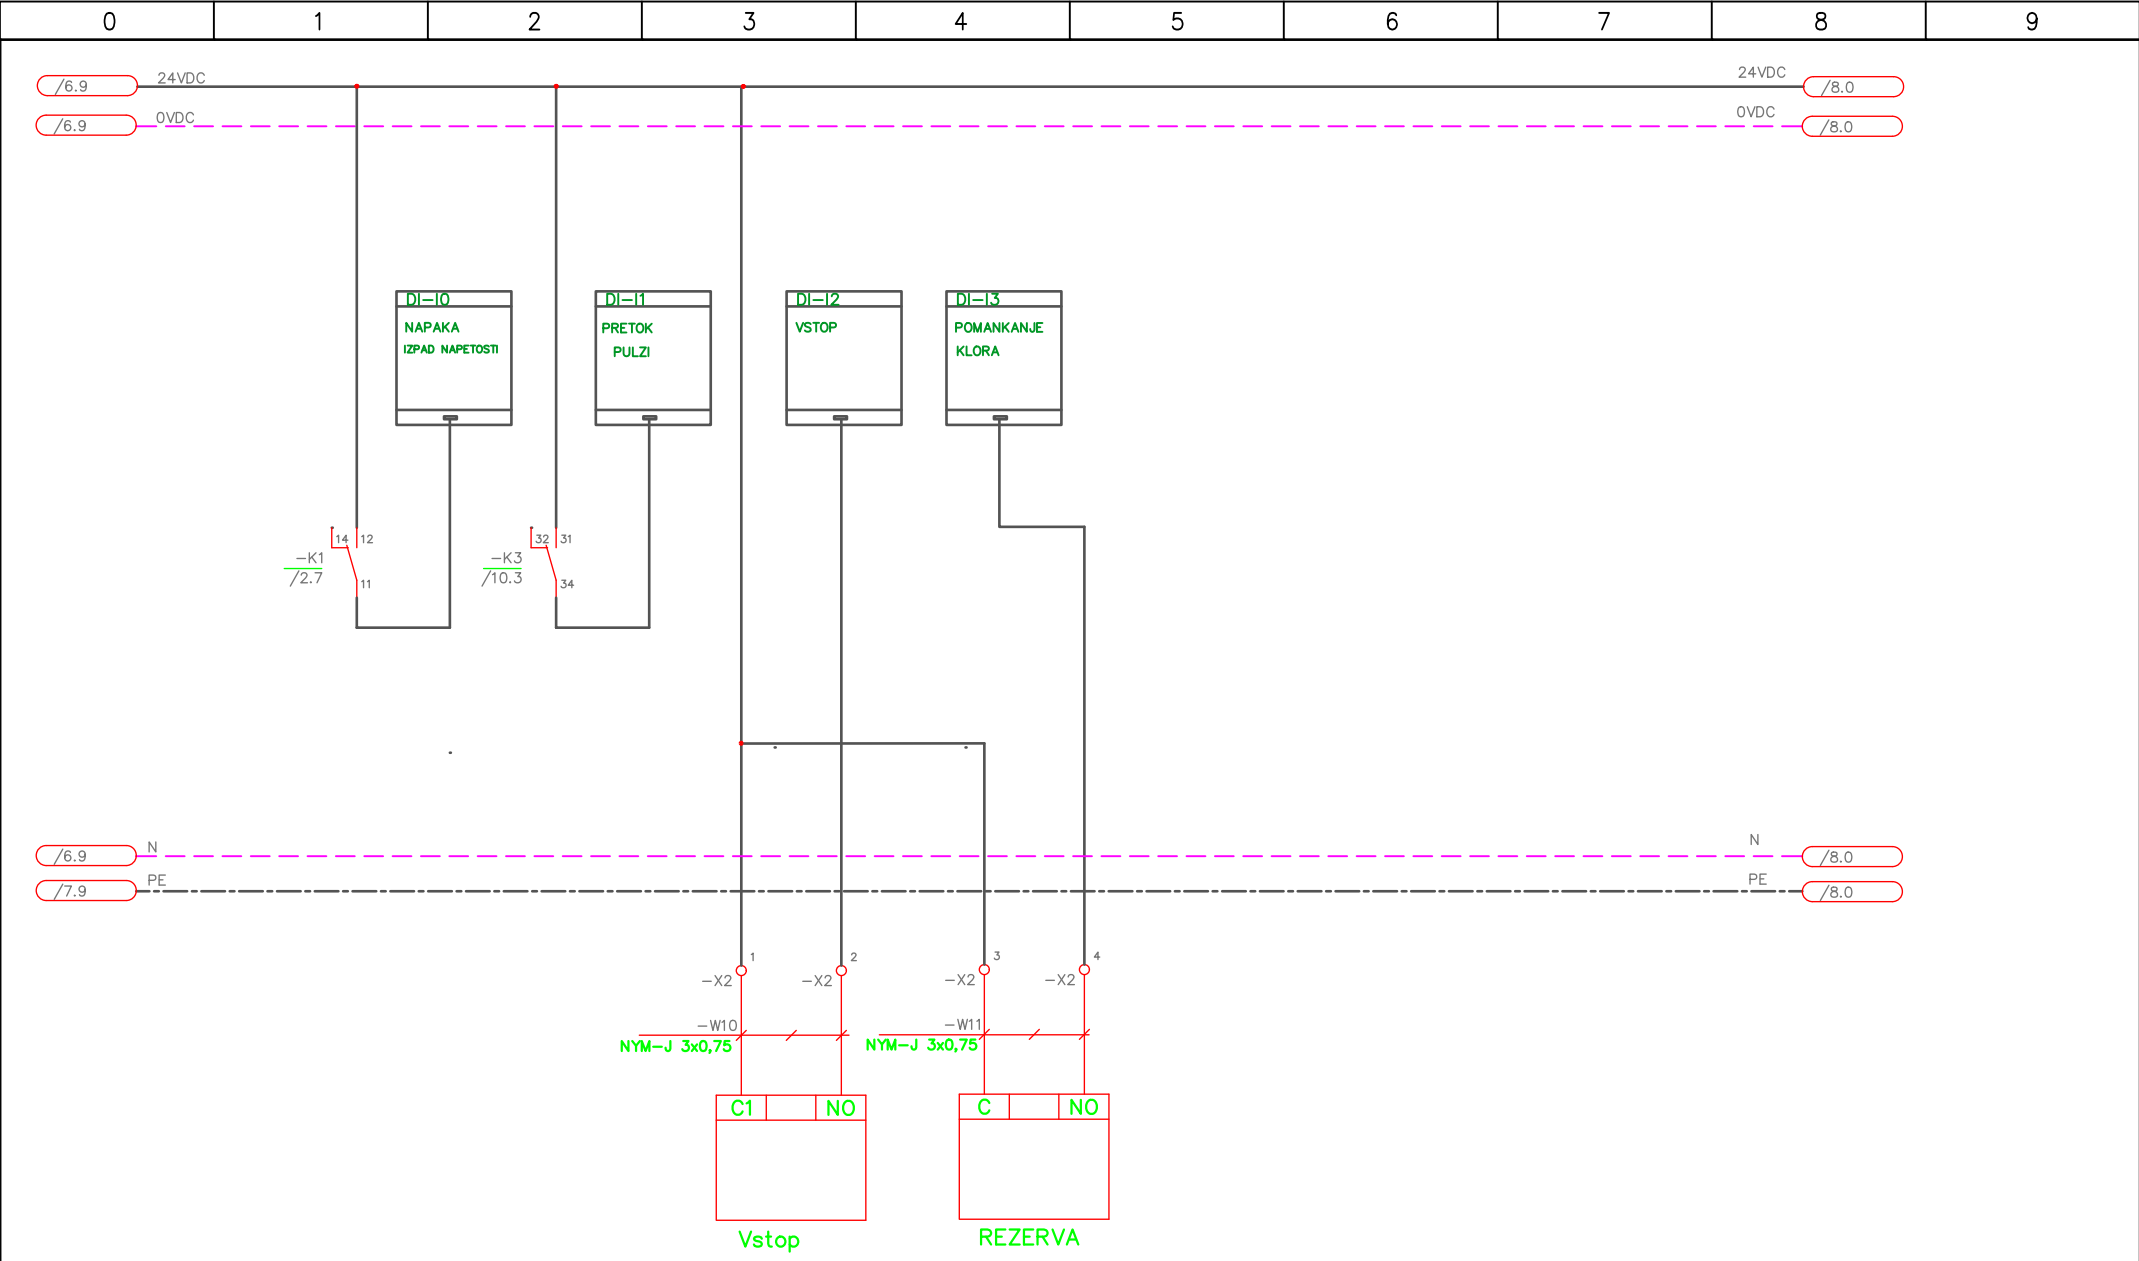 0 1 2 3 4 5 6 7 8 9
/6.9 24VDC 24VDC /8.0
/6.9 0VDC 0VDC /8.0
DI-I0 DI-I1 DI-I2 DI-I3
NAPAKA PRETOK VSTOP POMANKANJE
IZPAD NAPETOSTI PULZI KLORA
14 12 32 31
-K1 -K3
/2.7 11 /10.3 34
/6.9 N N /8.0
/7.9 PE PE /8.0
1 2 3 4
-X2 -X2 -X2 -X2
-W10 -W11
NYM-J 3x0,75 NYM-J 3x0,75
C1 NO C NO
Vstop REZERVA